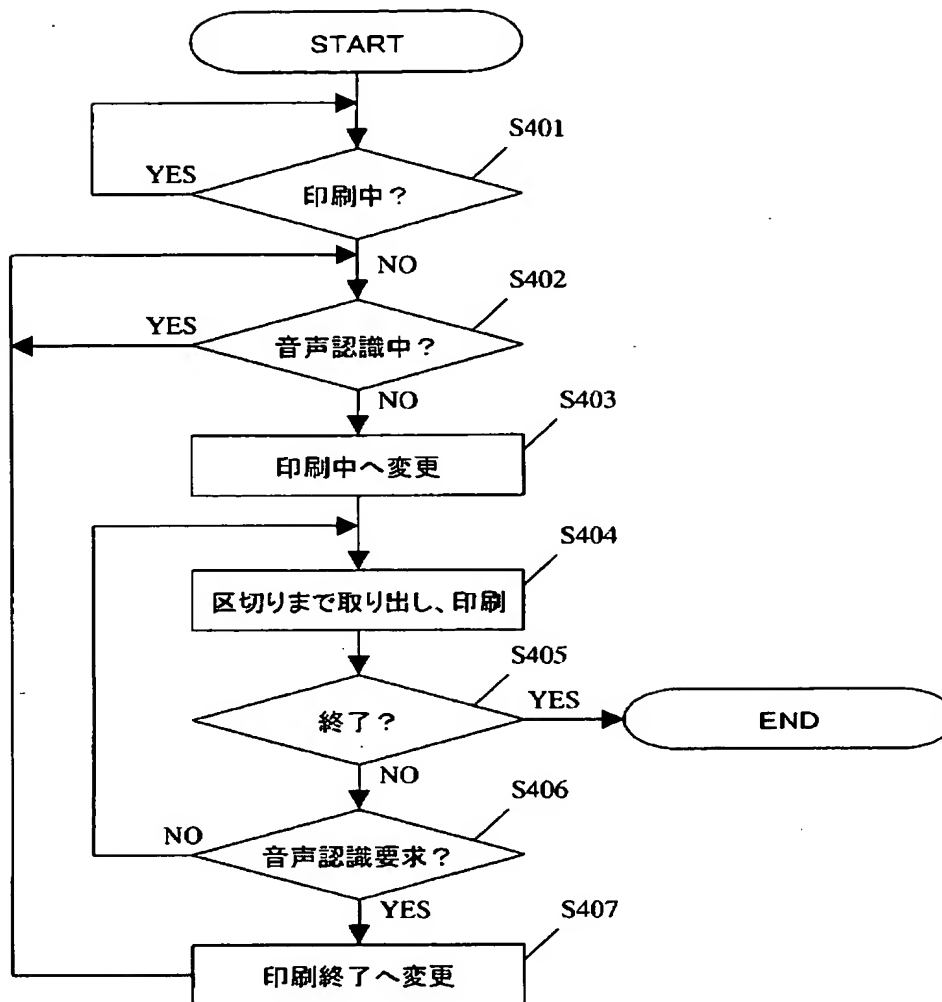 START
S401
YES
印刷中?
NO
S402
YES
音声認識中?
NO
S403
印刷中へ変更
S404
区切りまで取り出し、印刷
S405
YES
終了?
END
NO
S406
NO
音声認識要求?
YES
S407
印刷終了へ変更